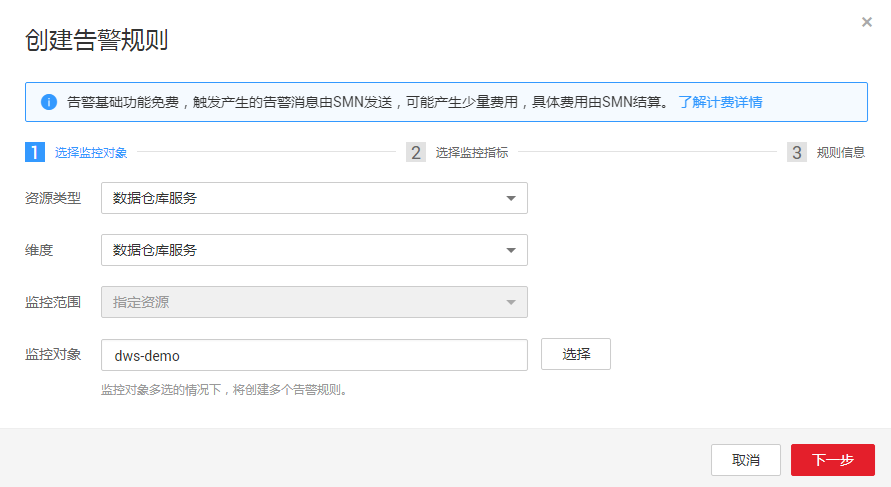 ×
创建告警规则
i 告警基础功能免费，触发产生的告警消息由SMN发送，可能产生少量费用，具体费用由SMN结算。 了解计费详情
1 选择监控对象 2 选择监控指标 3 规则信息
资源类型 数据仓库服务
维度 数据仓库服务
监控范围 指定资源
监控对象 dws-demo 选择
监控对象多选的情况下，将创建多个告警规则。
取消 下一步